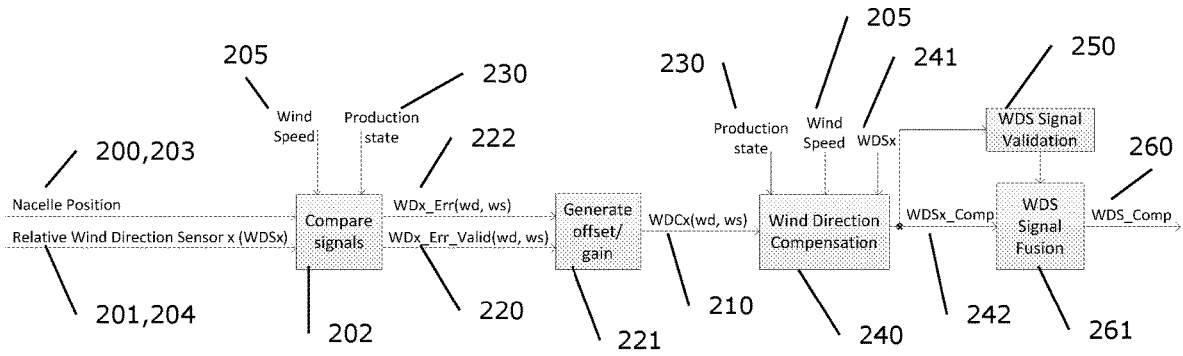 205
230
Wind
Speed
Production
state
200,203
222
Nacelle Position
Relative Wind Direction Sensor x (WDSx)
201,204
Compare
signals
202
WDx_Err(wd, ws)
WDx_Err_Valid(wd, ws)
220
Generate
offset/
gain
221
WDCx(wd, ws)
210
230
205
241
Production
state
Wind
Speed
WDSx
Wind Direction
Compensation
240
250
WDS Signal
Validation
WDSx_Comp
242
WDS
Signal
Fusion
261
260
WDS_Comp